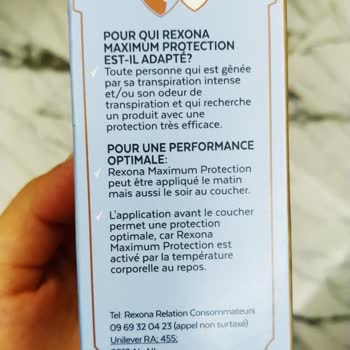 POUR QUI REXONA
MAXIMUM PROTECTION
EST-IL ADAPTÉ?
Toute personne qui est gênée
par sa transpiration intense
et/ou son odeur de
transpiration et qui recherche
un produit avec une
protection très efficace.
POUR UNE PERFORMANCE
OPTIMALE:
Rexona Maximum Protection
peut être appliqué le matin
mais aussi le soir au coucher.
L'application avant le coucher
permet une protection
optimale, car Rexona
Maximum Protection est
activé par la température
corporelle au repos.
Tel: Rexona Relation Consommateurs
09 69 32 04 23 (appel non surtaxé)
Unilever RA; 455;